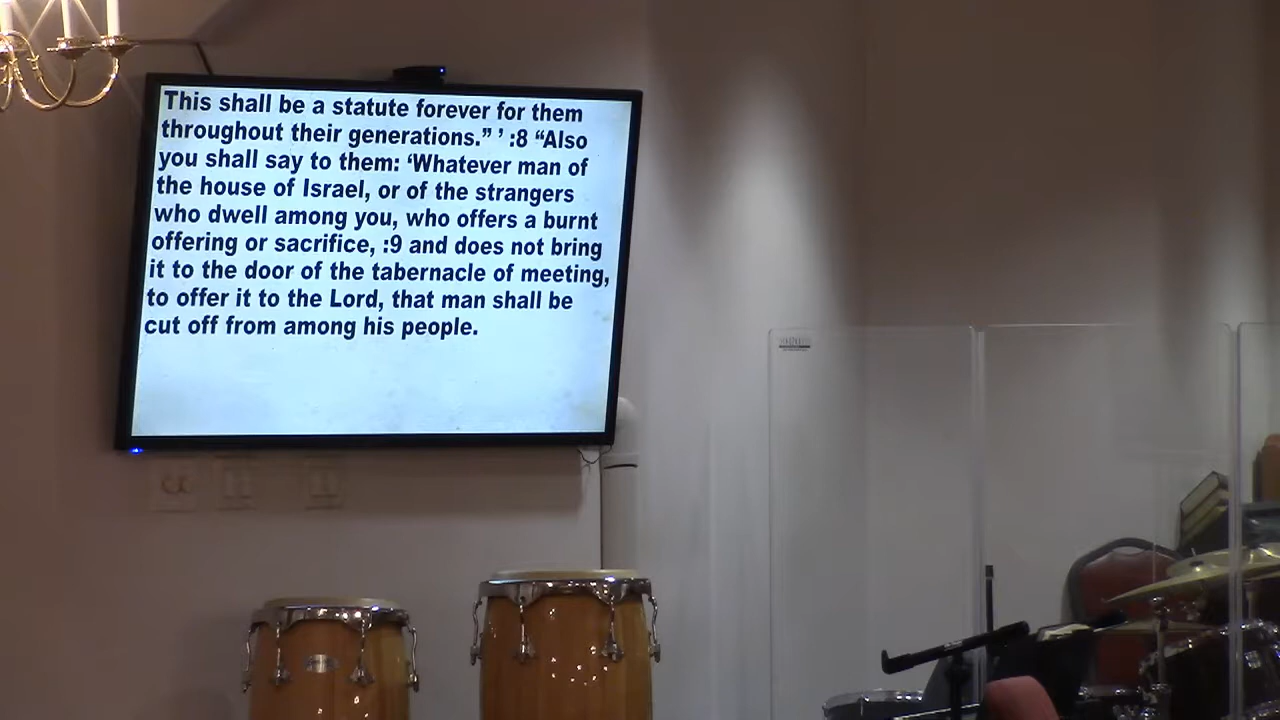 This shall be a statute forever for them
throughout their generations.” ’ :8 “Also
you shall say to them: ‘Whatever man of
the house of Israel, or of the strangers
who dwell among you, who offers a burnt
offering or sacrifice, :9 and does not bring
it to the door of the tabernacle of meeting,
to offer it to the Lord, that man shall be
cut off from among his people.